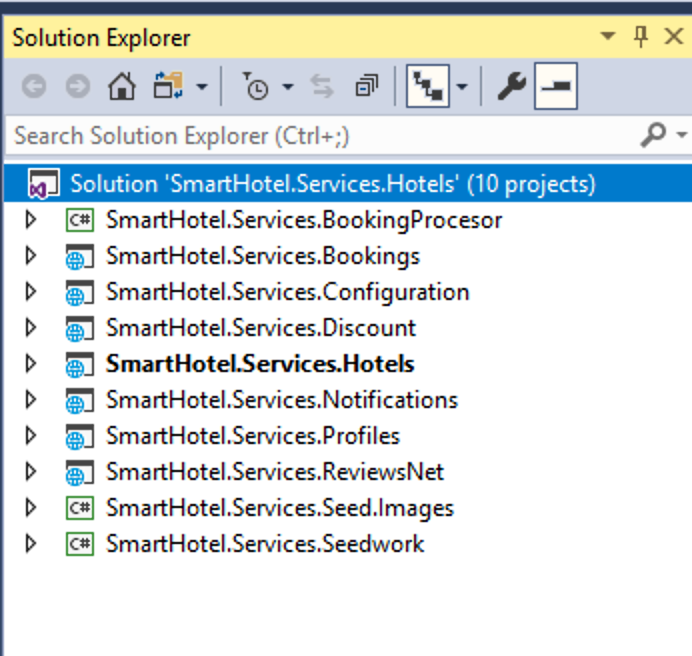 Solution Explorer
Search Solution Explorer (Ctrl+;)
Solution 'SmartHotel.Services.Hotels' (10 projects)
C# SmartHotel.Services.BookingProcesor
SmartHotel.Services.Bookings
SmartHotel.Services.Configuration
SmartHotel.Services.Discount
SmartHotel.Services.Hotels
SmartHotel.Services.Notifications
SmartHotel.Services.Profiles
SmartHotel.Services.ReviewsNet
C# SmartHotel.Services.Seed.Images
C# SmartHotel.Services.Seedwork